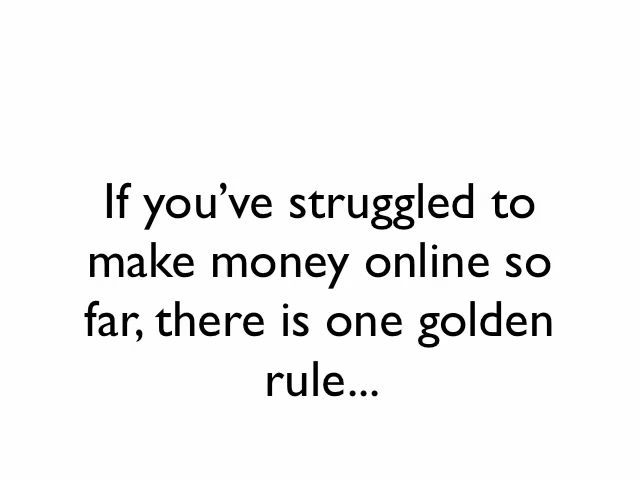 If you’ve struggled to
make money online so
far, there is one golden
rule...